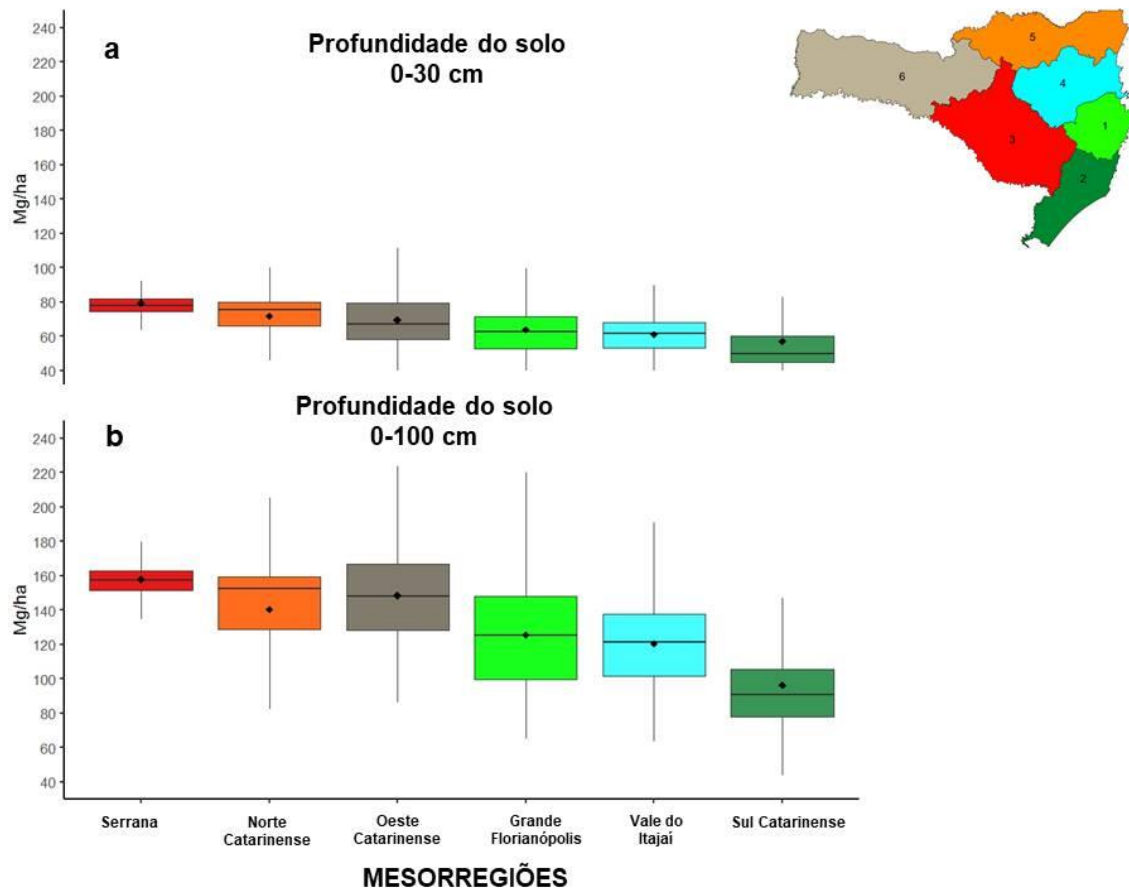 a
Profundidade do solo
0-30 cm
240
220
200
180
160
140
120
100
80
60
40
Mg/ha
5
6
4
3
1
2
b
Profundidade do solo
0-100 cm
240
220
200
180
160
140
120
100
80
60
40
Mg/ha
Serrana
Norte
Catarinense
Oeste
Catarinense
Grande
Florianópolis
Vale do
Itajaí
Sul Catarinense
MESORREGIÕES